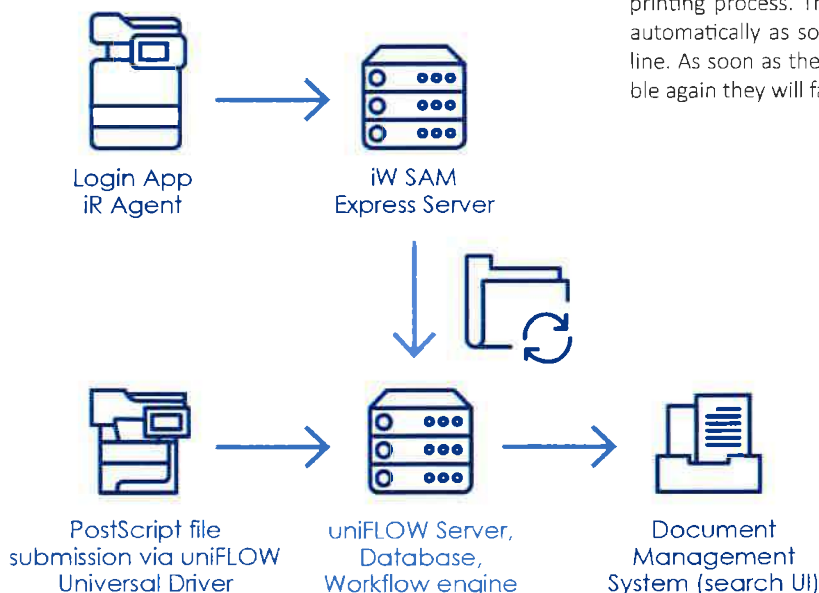 printing process.
automatically as
line. As soon as the
ble again they will
Login App
iR Agent
iW SAM
Express Server
PostScript file
submission via uniFLOW
Universal Driver
uniFLOW Server,
Database,
Workflow engine
Document
Management
System (search UI)